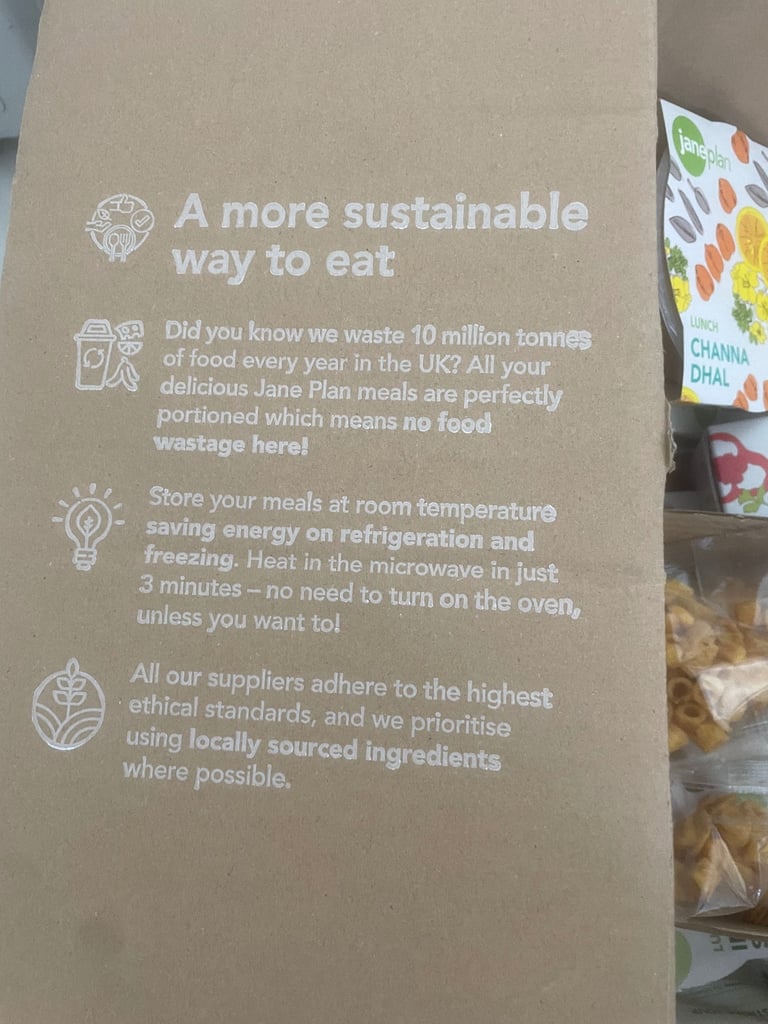 A more sustainable
way to eat
Did you know we waste 10 million tonnes
of food every year in the UK? All your
delicious Jane Plan meals are perfectly
portioned which means no food
wastage here!
Store your meals at room temperature
saving energy on refrigeration and
freezing. Heat in the microwave in just
3 minutes – no need to turn on the oven,
unless you want to!
All our suppliers adhere to the highest
ethical standards, and we prioritise
using locally sourced ingredients
where possible.
janeplan
LUNCH
CHANNA
DHAL